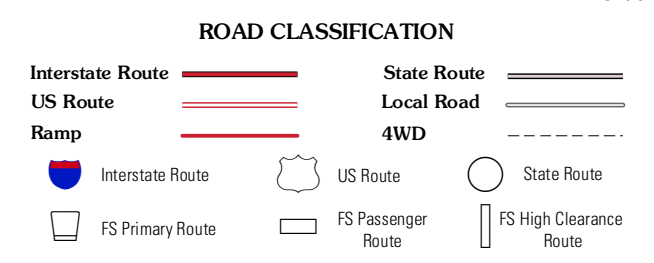 ROAD CLASSIFICATION
Interstate Route
State Route
US Route
Local Road
Ramp
4WD
Interstate Route
US Route
State Route
FS Primary Route
FS Passenger
Route
FS High Clearance
Route